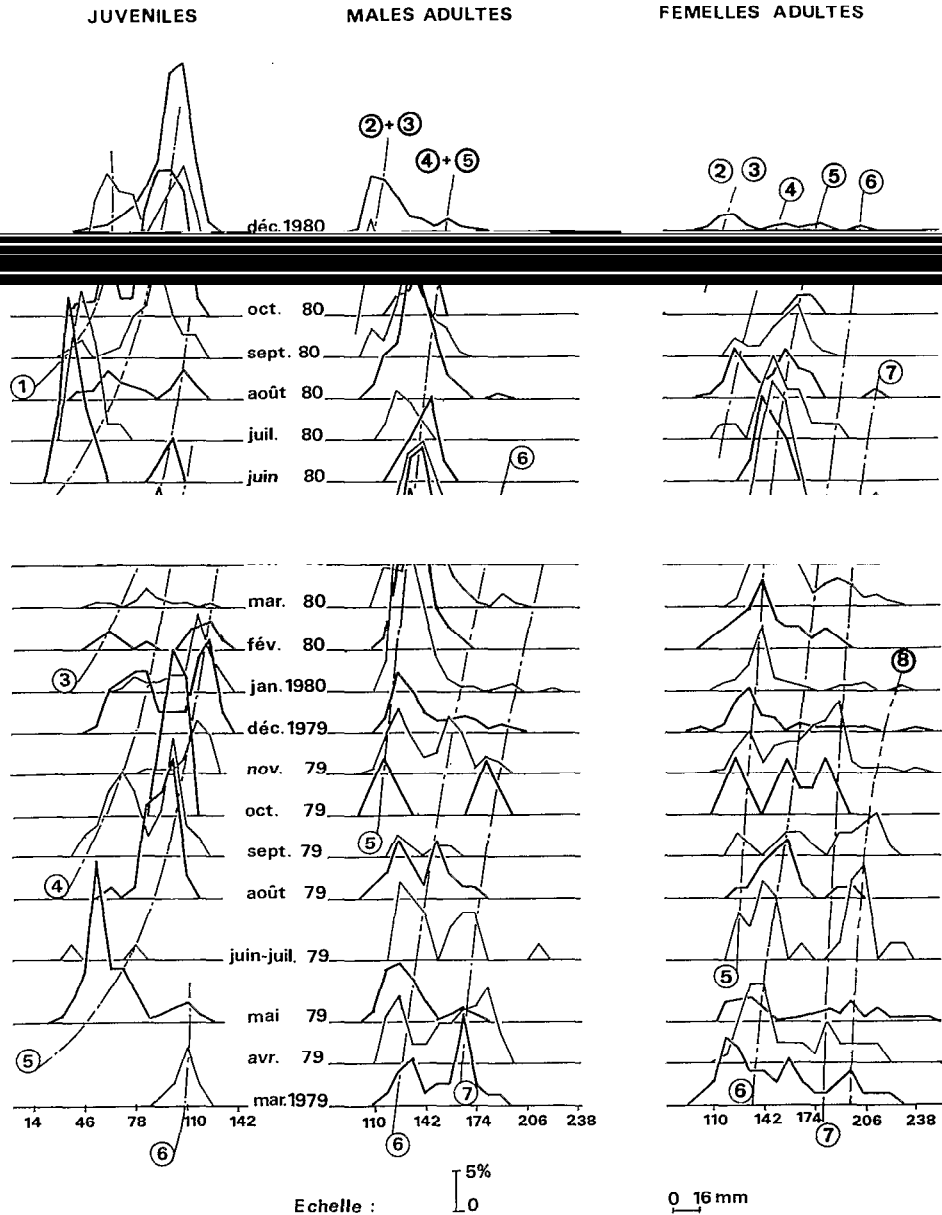 JUVENILES MALES ADULTES FEMELLES ADULTES
② + ③
④ + ⑤
② ③ ④ ⑤ ⑥
déc. 1980
oct. 80
sept. 80
①
⑦
août 80
juil. 80
⑥
juin 80
mar. 80
fév. 80
③
⑧
jan. 1980
déc. 1979
nov. 79
oct. 79
⑤
sept. 79
④
août 79
juin-juil. 79
⑤
mai 79
⑤
avr. 79
⑦
⑥
mar. 1979
14 46 78 110 142 110 142 174 206 238 110 142 174 206 238
⑥
⑥
⑦
5%
Echelle : 0
0 16 mm